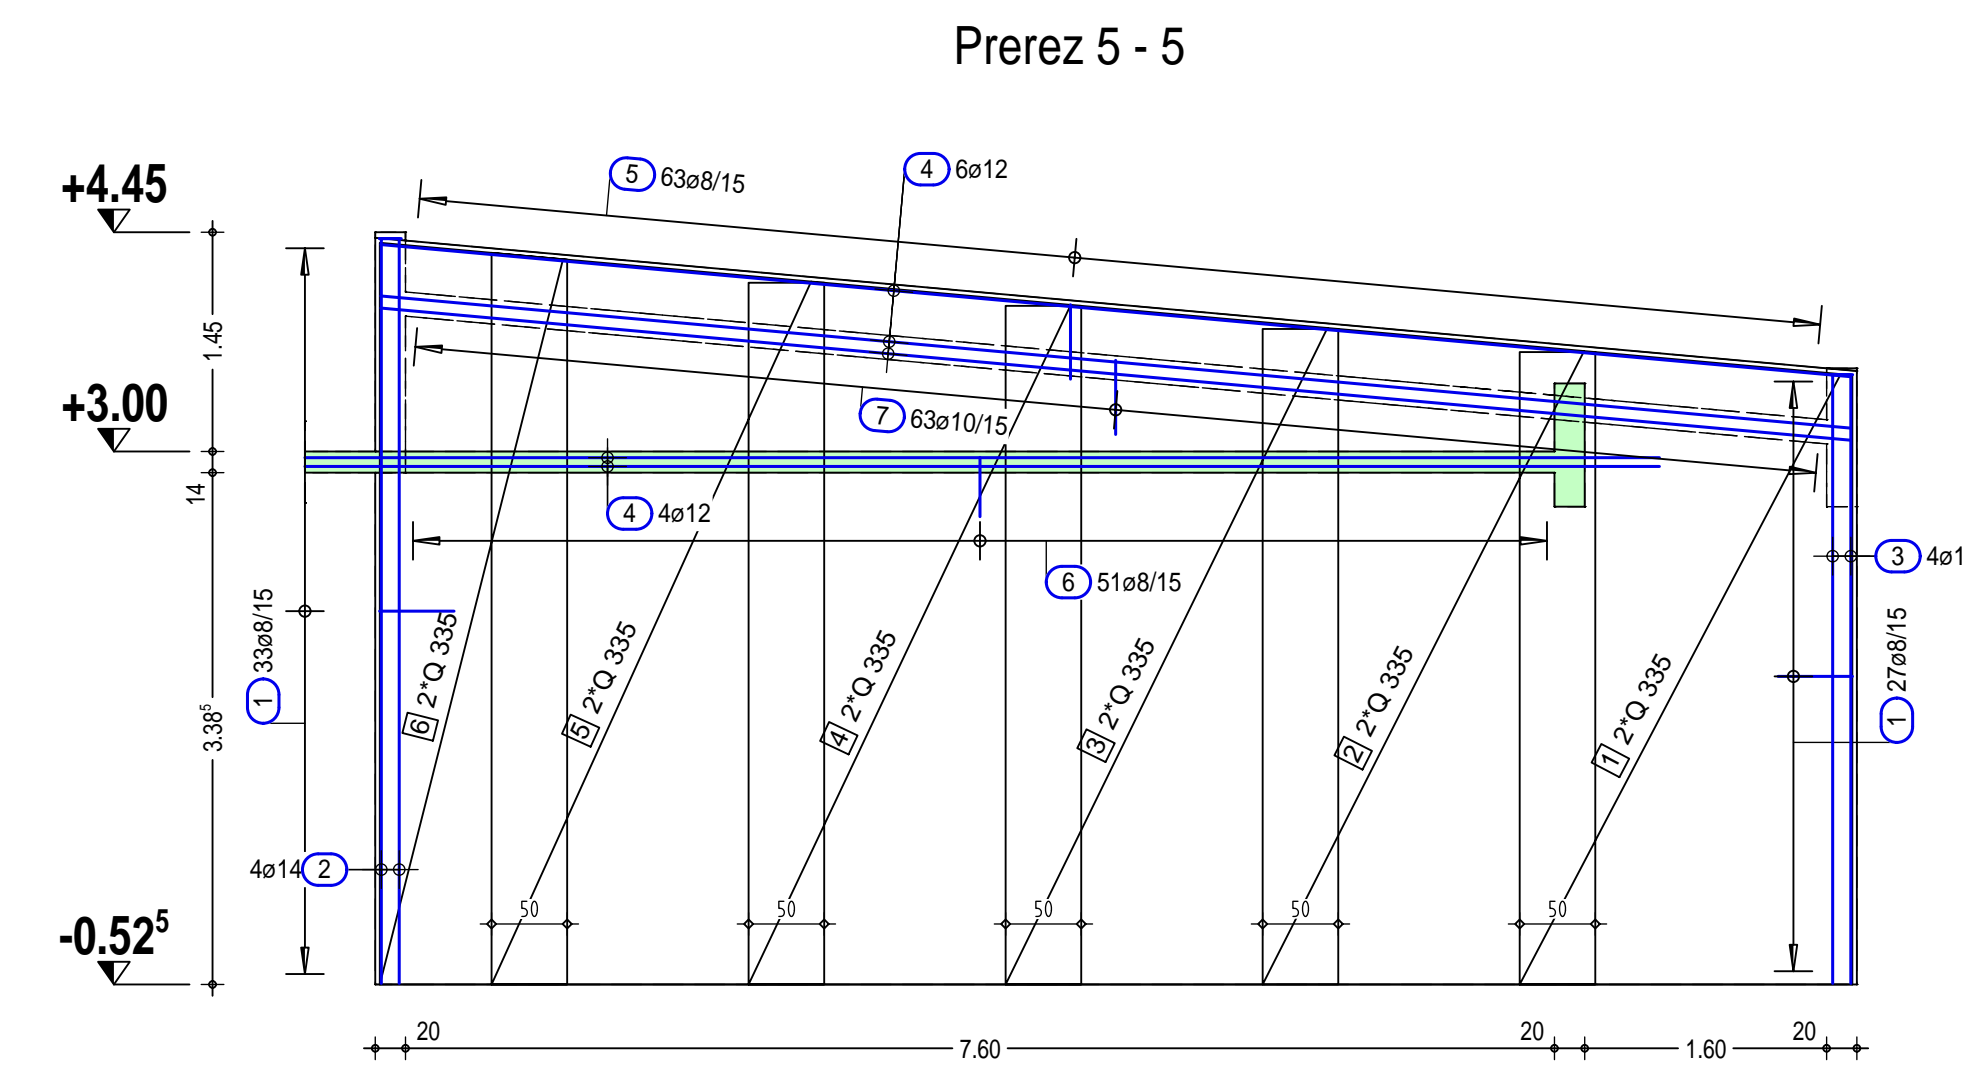 Prerez 5 - 5
5 63ø8/15
4 6ø12
+4.45
1.45
+3.00
7 63ø10/15
14
4 4ø12
6 51ø8/15
3 4ø1
1 33ø8/15
1 27ø8/15
3.38⁵
6 2*Q 335
5 2*Q 335
4 2*Q 335
3 2*Q 335
2 2*Q 335
1 2*Q 335
4ø14 2
-0.52⁵
50 50 50 50 50
20 7.60 20 1.60 20